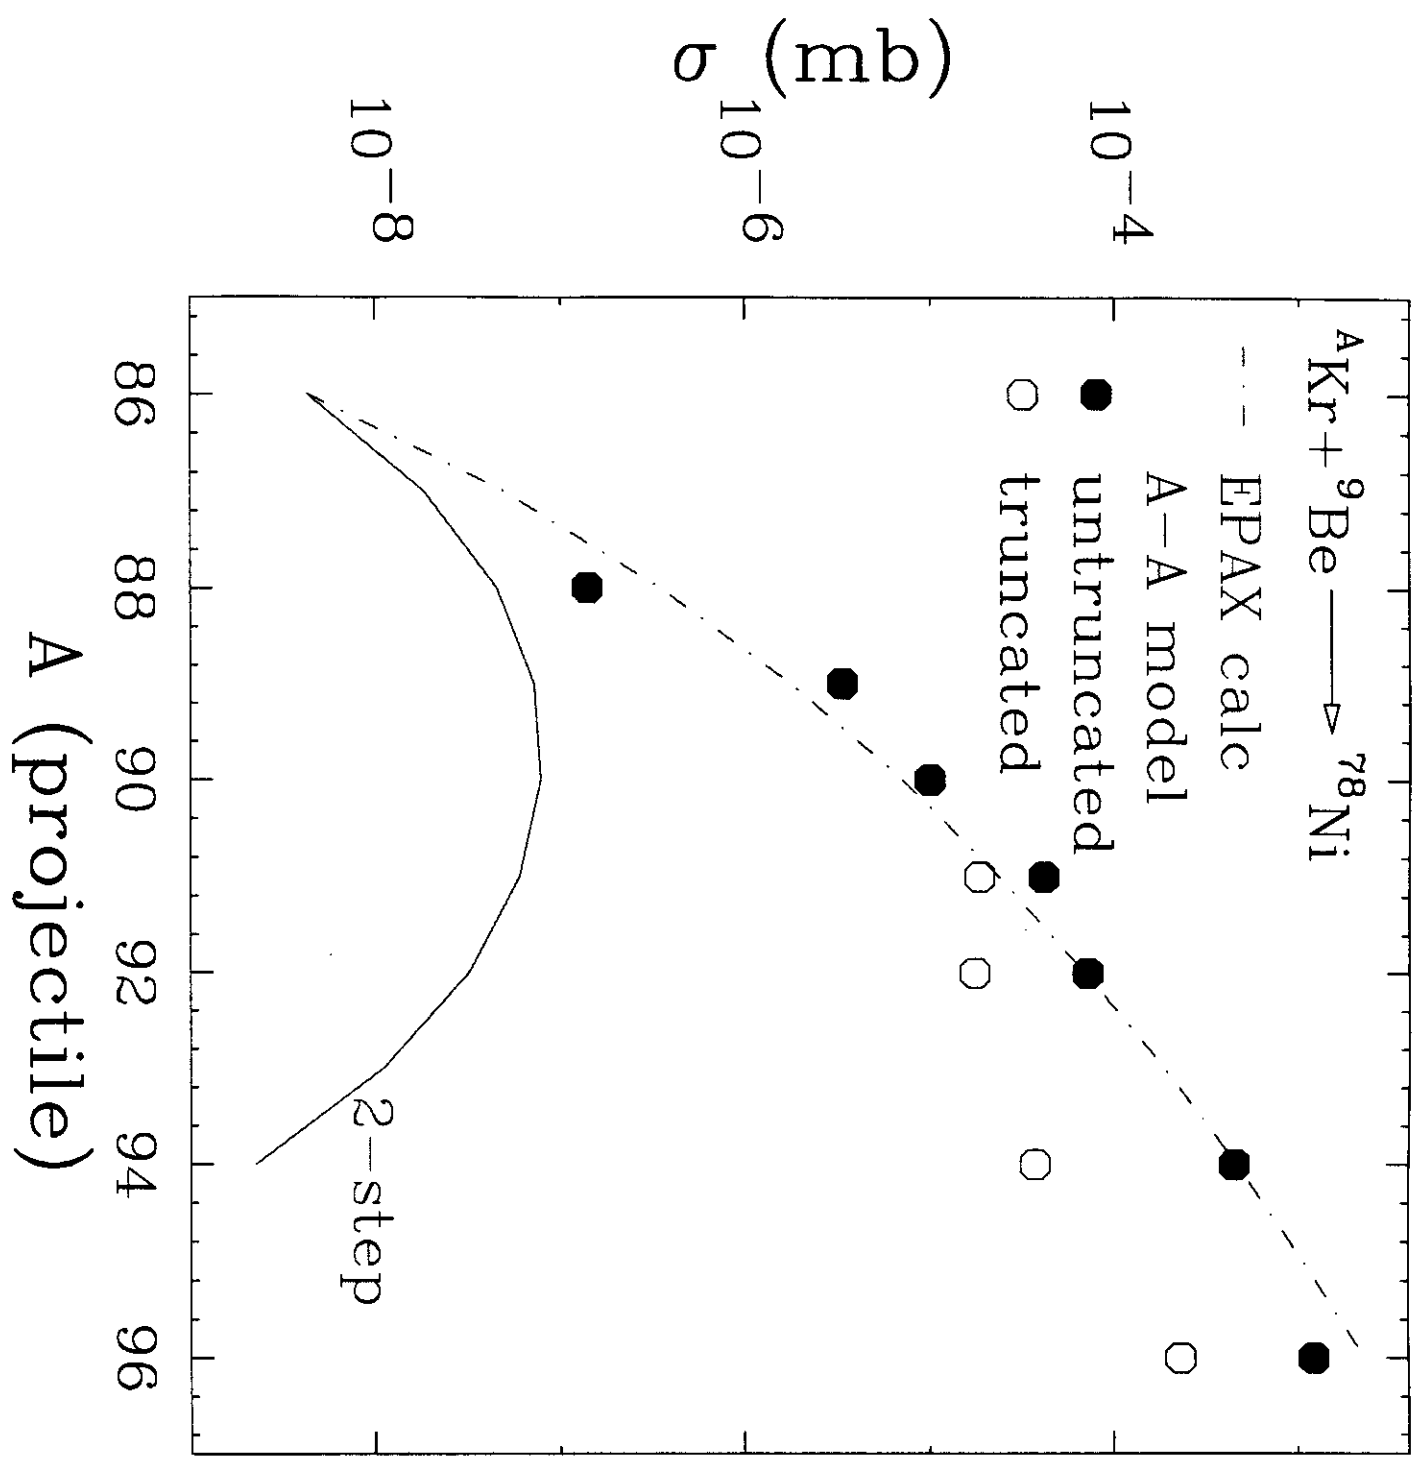 σ (mb)
10−4
10−6
10−8
ᴬKr+⁹Be ⟶ ⁷⁸Ni
EPAX calc
A−A model
untruncated
truncated
2−step
86 88 90 92 94 96
A (projectile)